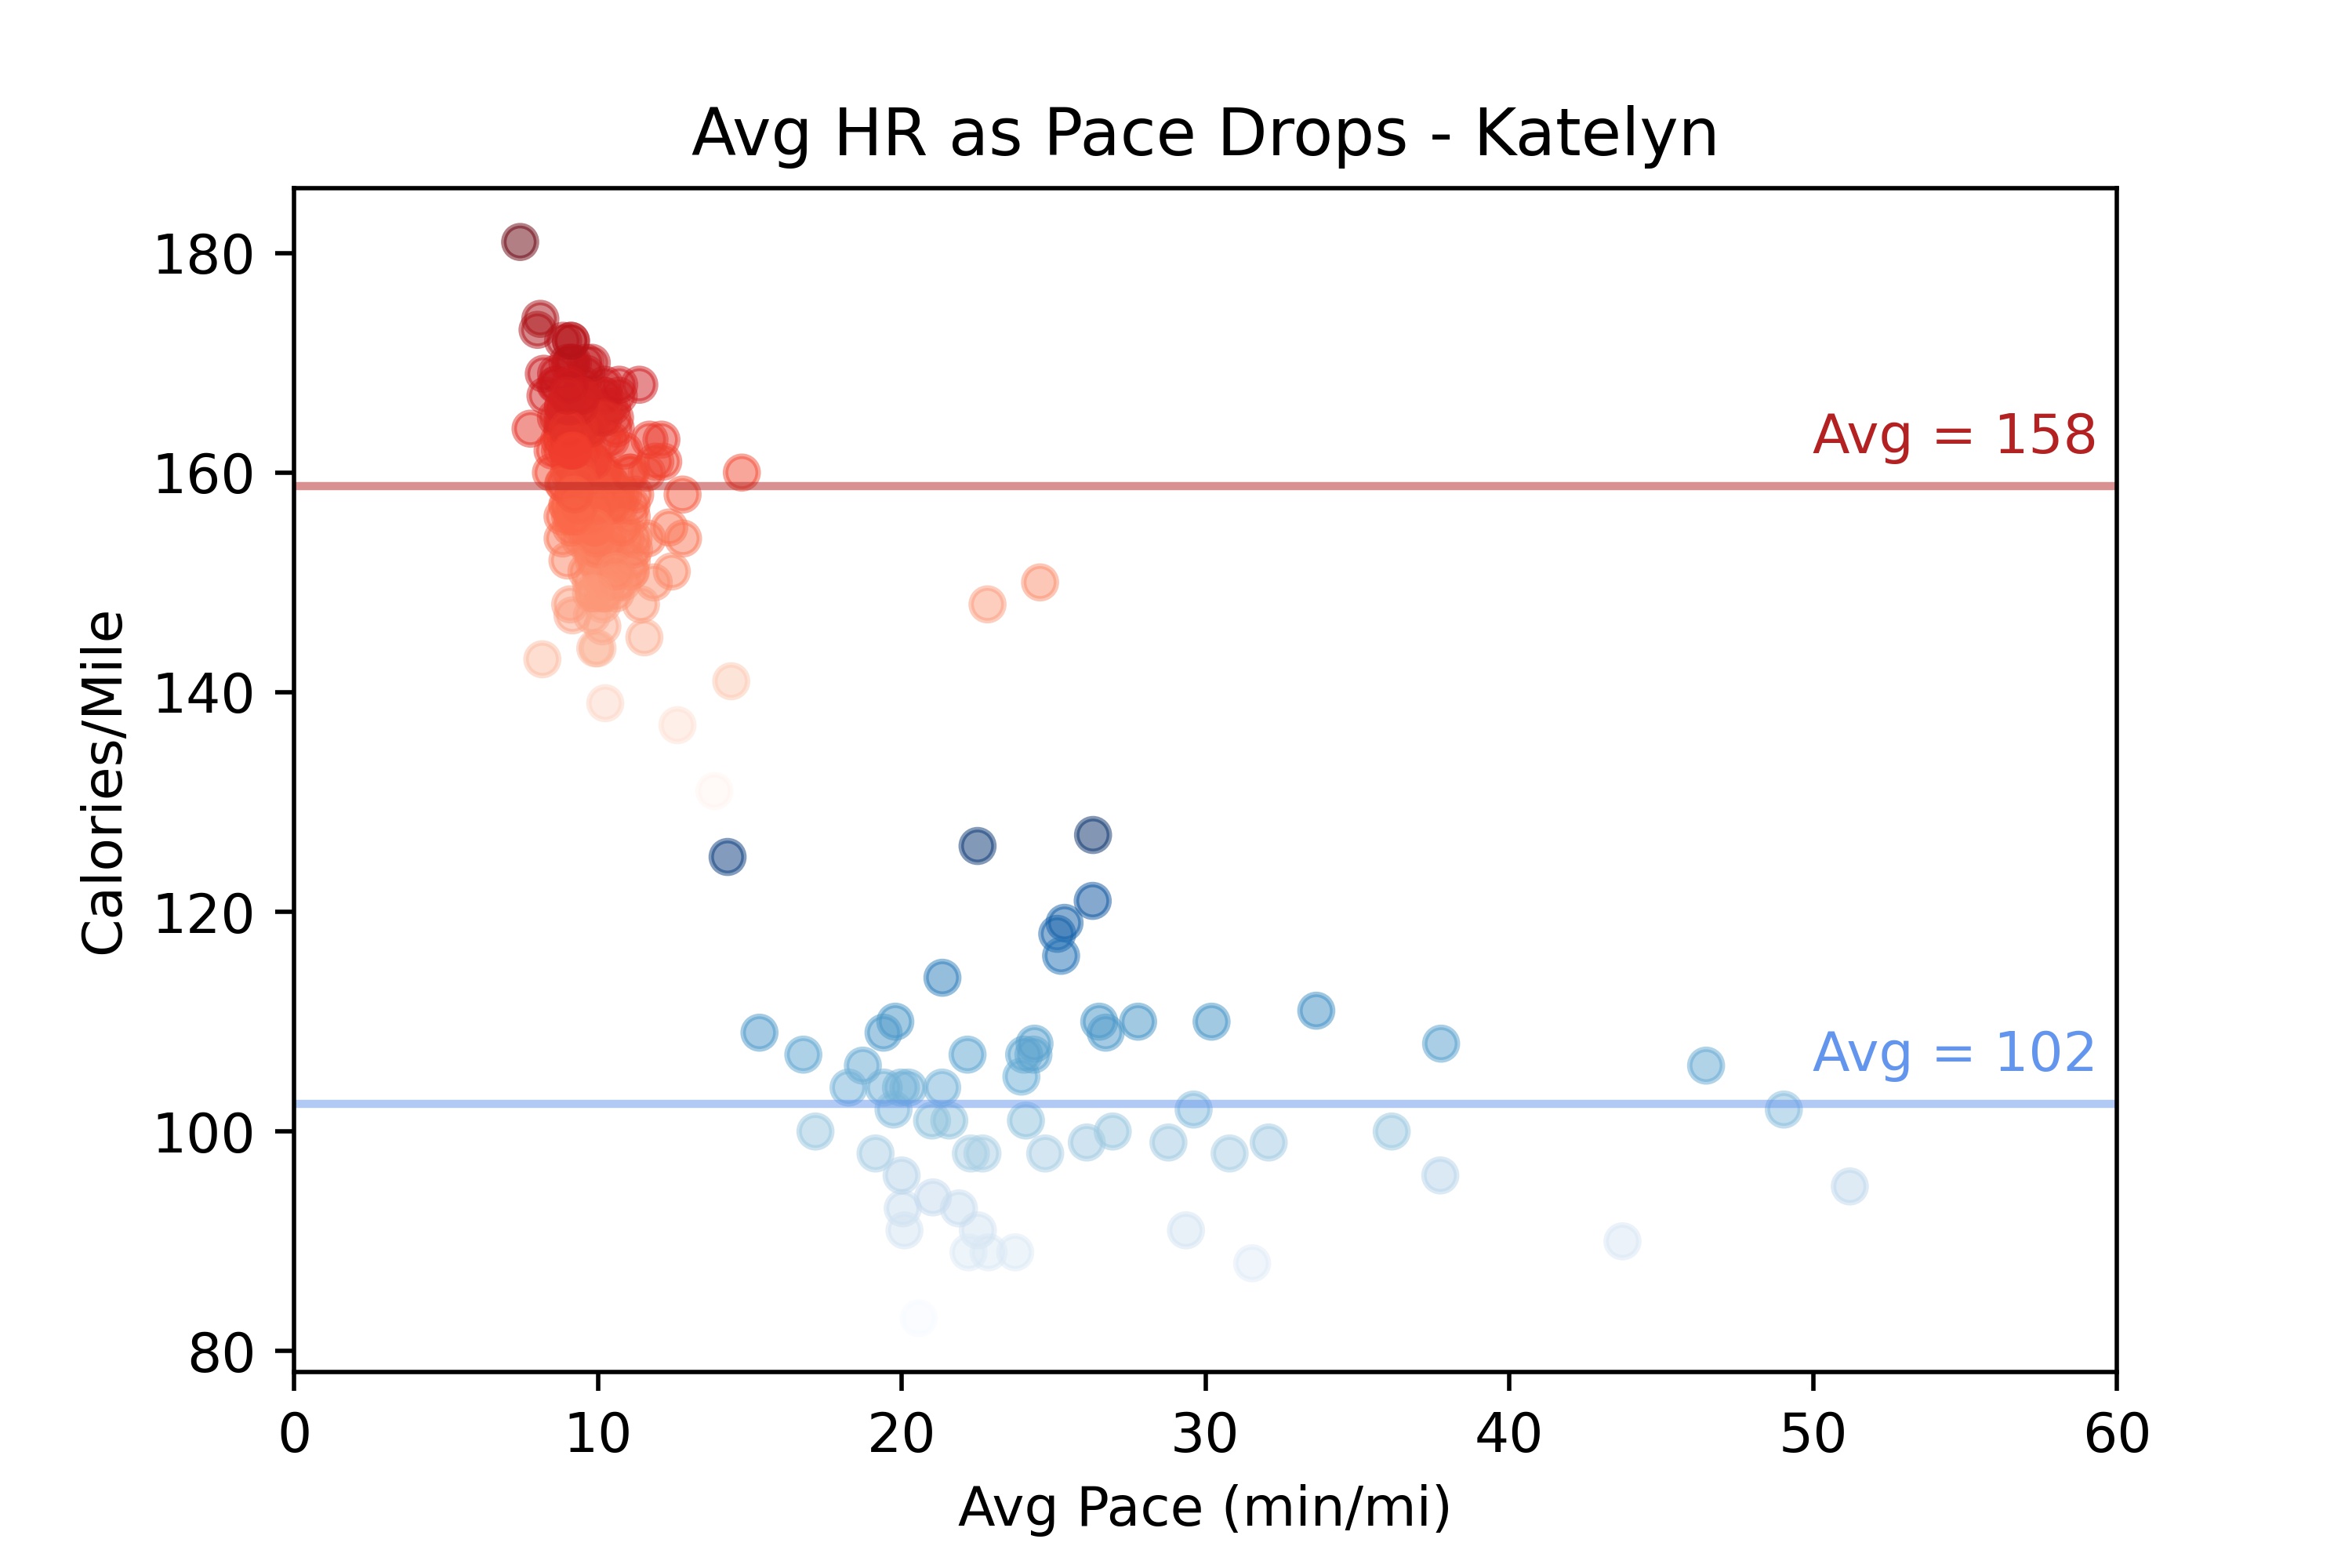 Avg HR as Pace Drops - Katelyn
180
160
140
120
100
80
Calories/Mile
Avg = 158
Avg = 102
0 10 20 30 40 50 60
Avg Pace (min/mi)